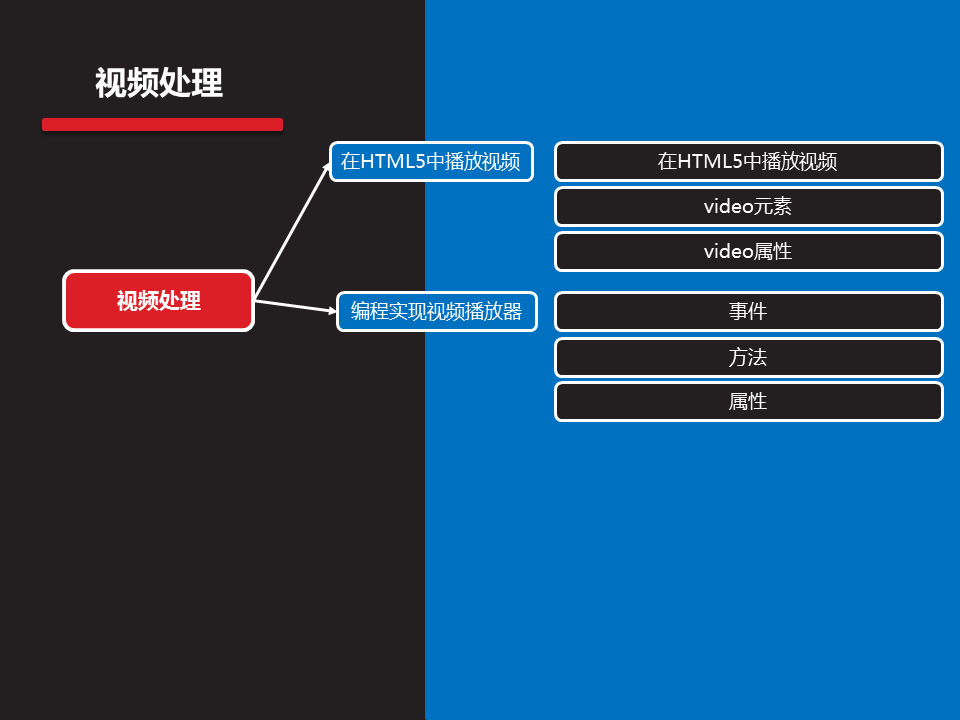 视频处理
在HTML5中播放视频
在HTML5中播放视频
video元素
video属性
视频处理
编程实现视频播放器
事件
方法
属性